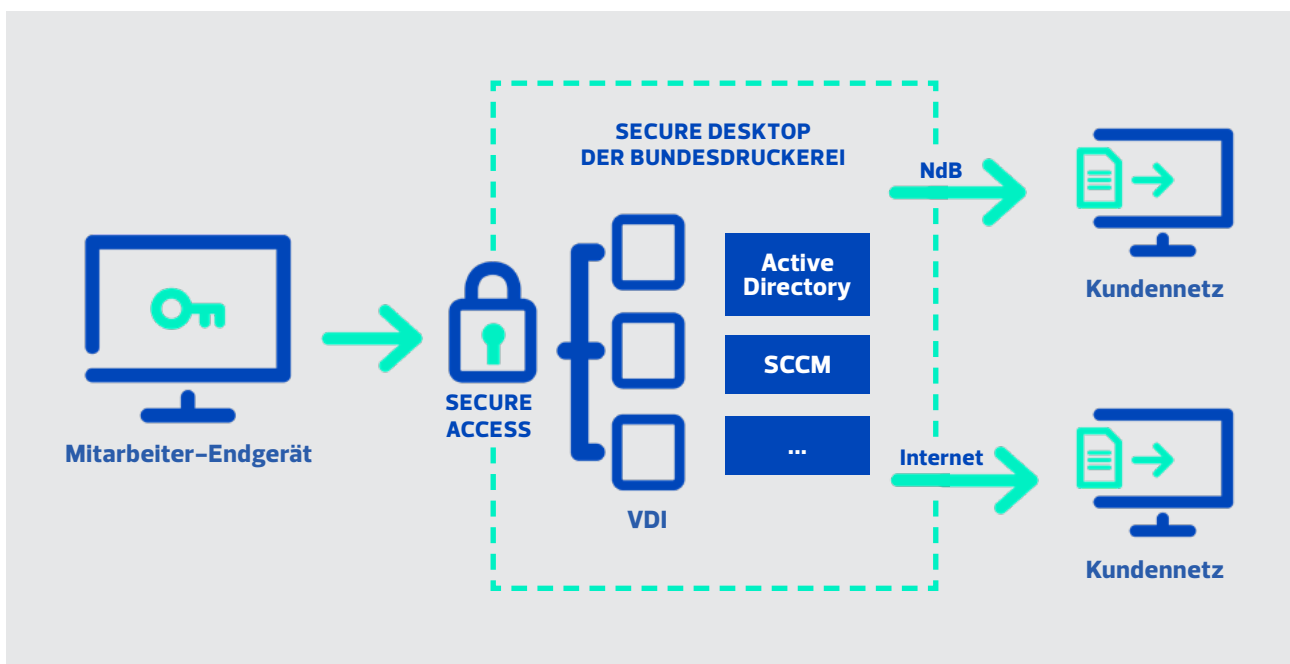 SECURE DESKTOP
DER BUNDESDRUCKEREI
NdB
Active
Directory
Kundennetz
SCCM
SECURE
ACCESS
Mitarbeiter-Endgerät
...
Internet
VDI
Kundennetz